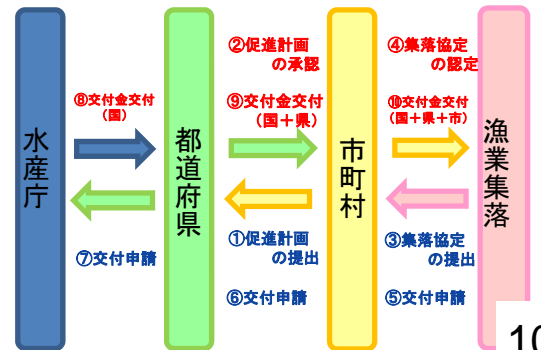 ②促進計画
の承認
④集落協定
の認定
⑧交付金交付
(国)
⑨交付金交付
(国+県)
⑩交付金交付
(国+県+市)
水産庁
都道府県
市町村
漁業集落
⑦交付申請
①促進計画
の提出
③集落協定
の提出
⑥交付申請
⑤交付申請
10